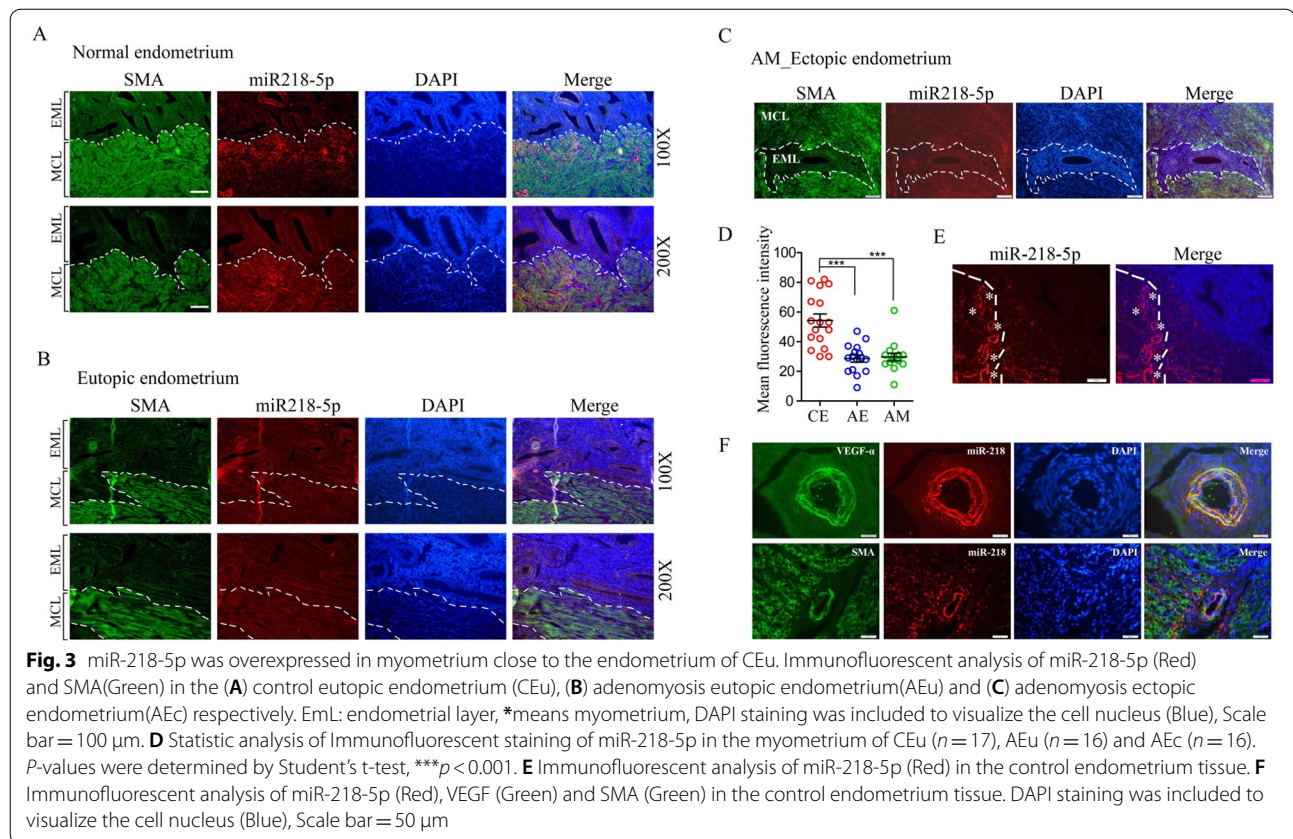 A
Normal endometrium
SMA miR218-5p DAPI Merge
EML
MCL
100X
EML
MCL
200X
B
Eutopic endometrium
SMA miR218-5p DAPI Merge
EML
MCL
100X
EML
MCL
200X
C
AM_Ectopic endometrium
SMA miR218-5p DAPI Merge
MCL
EML
D
Mean fluorescence intensity
100
80
60
40
20
0
***
***
CE AE AM
E
miR-218-5p Merge
* * * * *
* * * * *
F
VEGF-α miR-218 DAPI Merge
SMA miR-218 DAPI Merge
Fig. 3 miR-218-5p was overexpressed in myometrium close to the endometrium of CEu. Immunofluorescent analysis of miR-218-5p (Red)
and SMA(Green) in the (A) control eutopic endometrium (CEu), (B) adenomyosis eutopic endometrium(AEu) and (C) adenomyosis ectopic
endometrium(AEc) respectively. EmL: endometrial layer, *means myometrium, DAPI staining was included to visualize the cell nucleus (Blue), Scale
bar = 100 μm. D Statistic analysis of Immunofluorescent staining of miR-218-5p in the myometrium of CEu (n = 17), AEu (n = 16) and AEc (n = 16).
P-values were determined by Student's t-test, ***p < 0.001. E Immunofluorescent analysis of miR-218-5p (Red) in the control endometrium tissue. F
Immunofluorescent analysis of miR-218-5p (Red), VEGF (Green) and SMA (Green) in the control endometrium tissue. DAPI staining was included to
visualize the cell nucleus (Blue), Scale bar = 50 μm